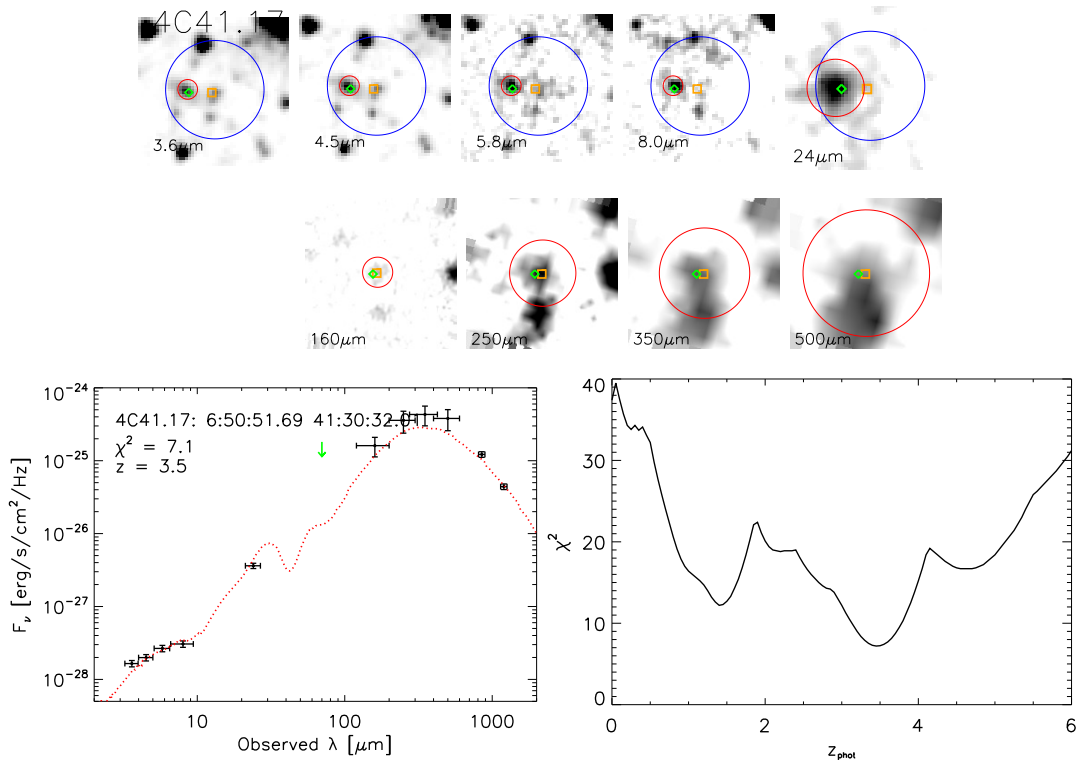 4C41.17
3.6μm
4.5μm
5.8μm
8.0μm
24μm
160μm
250μm
350μm
500μm
4C41.17: 6:50:51.69 41:30:32.0
χ² = 7.1
z = 3.5
10⁻²⁴
10⁻²⁵
10⁻²⁶
10⁻²⁷
10⁻²⁸
Fν [erg/s/cm²/Hz]
10 100 1000
Observed λ [μm]
40
30
20
10
0
χ²
0 2 4 6
zphot